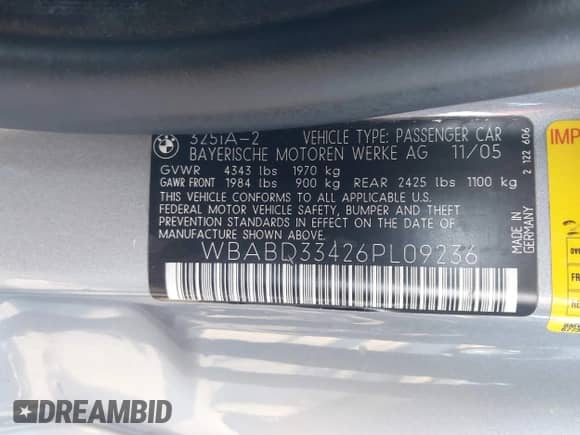 325iA-2 VEHICLE TYPE: PASSENGER CAR
BAYERISCHE MOTOREN WERKE AG 11/05
GVWR 4343 lbs 1970 kg
GAWR FRONT 1984 lbs 900 kg REAR 2425 lbs 1100 kg
THIS VEHICLE CONFORMS TO ALL APPLICABLE U.S.
FEDERAL MOTOR VEHICLE SAFETY, BUMPER AND THEFT
PREVENTION STANDARDS IN EFFECT ON THE DATE OF
MANUFACTURE SHOWN ABOVE.
WBABD33426PL09236
MADE IN
GERMANY
2 122 606
IMP
FR
DREAMBID